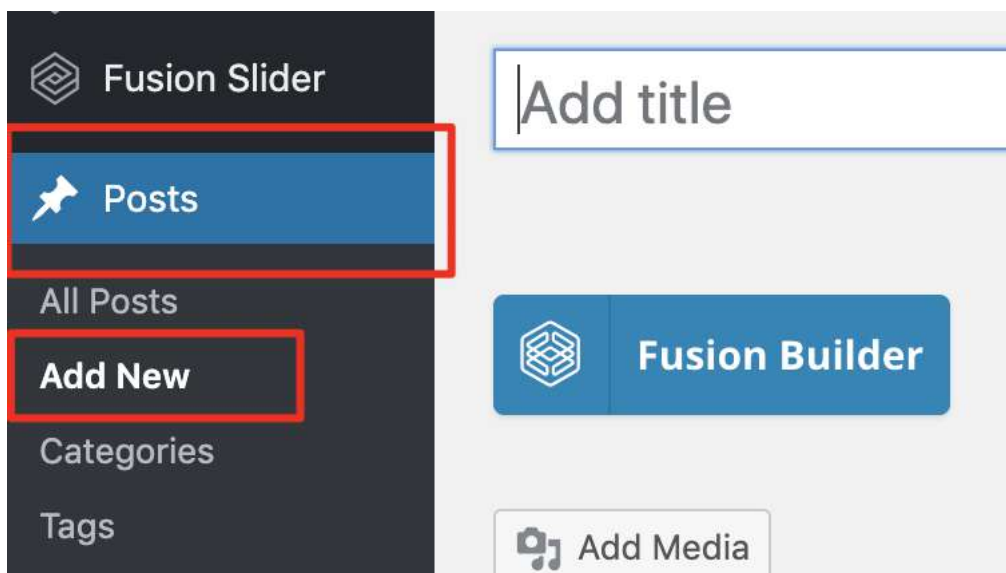 Fusion Slider
Posts
All Posts
Add New
Categories
Tags
Add title
Fusion Builder
Add Media